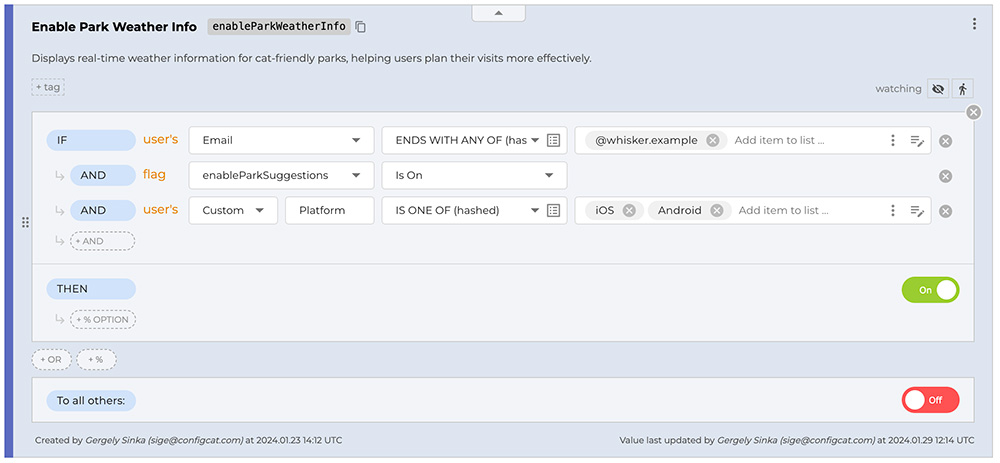 Enable Park Weather Info enableParkWeatherInfo
Displays real-time weather information for cat-friendly parks, helping users plan their visits more effectively.
+ tag watching
IF user's Email ENDS WITH ANY OF (has @whisker.example Add item to list ...
AND flag enableParkSuggestions Is On
AND user's Custom Platform IS ONE OF (hashed) iOS Android Add item to list ...
+ AND
THEN On
+ % OPTION
+ OR + %
To all others: Off
Created by Gergely Sinka (sige@configcat.com) at 2024.01.23 14:12 UTC Value last updated by Gergely Sinka (sige@configcat.com) at 2024.01.29 12:14 UTC